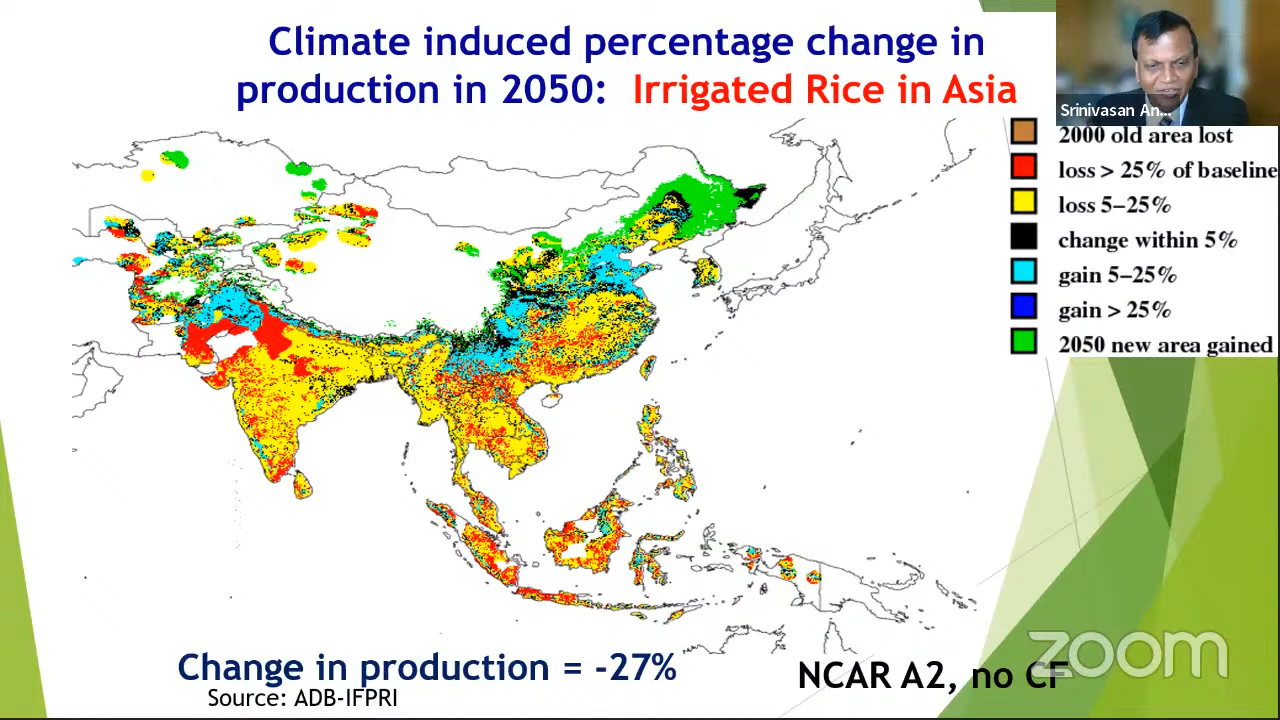 Climate induced percentage change in
production in 2050: Irrigated Rice in Asia
Srinivasan An...
2000 old area lost
loss > 25% of baseline
loss 5–25%
change within 5%
gain 5–25%
gain > 25%
2050 new area gained
Change in production = -27%
Source: ADB-IFPRI
NCAR A2, no CF
zoom